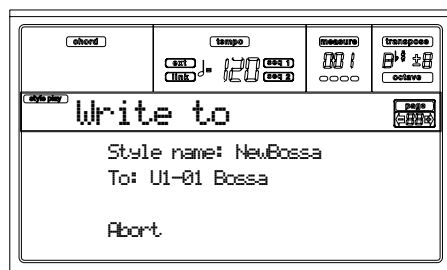 chord tempo measure transpose
ext ♩= 120 seq 1 001 B♭# ±8
link seq 2 octave
style play Write to page
Style name: NewBossa
To: U1-01 Bossa
Abort